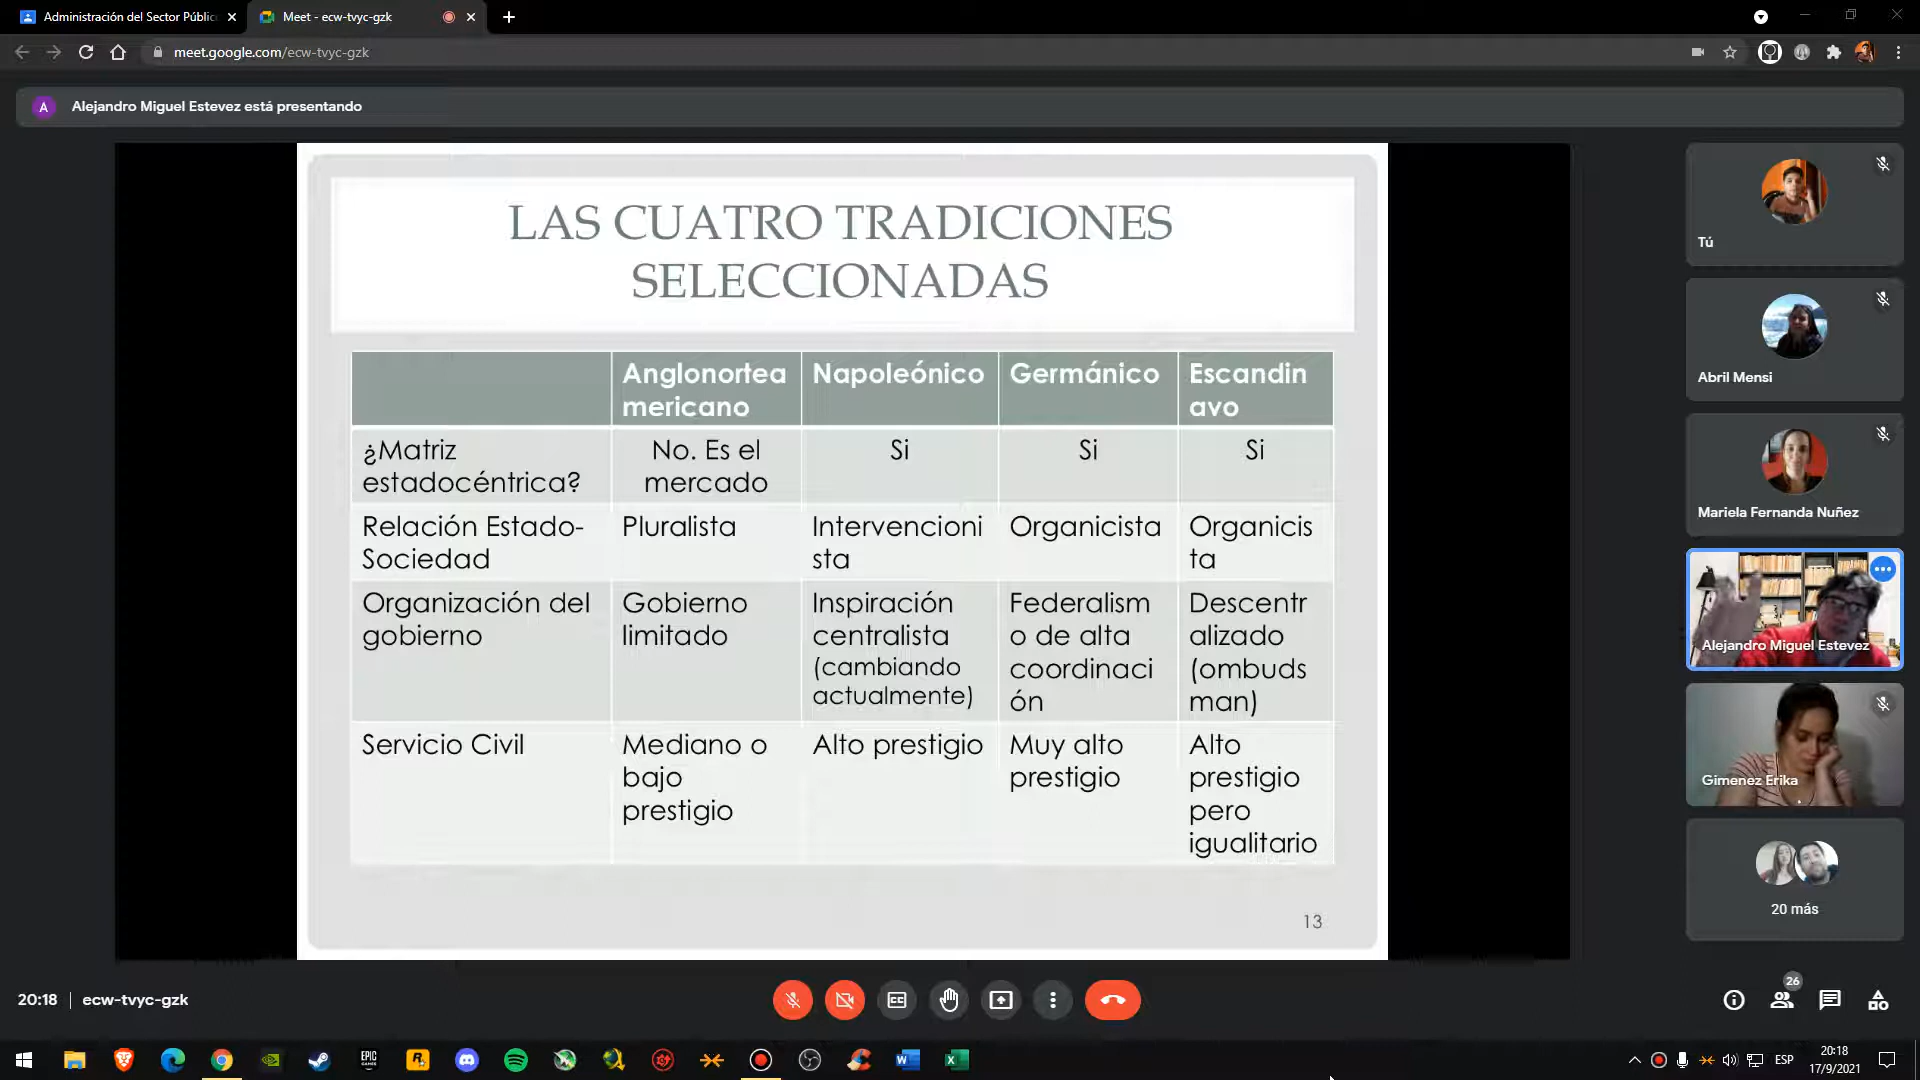 Administración del Sector Públic
Meet - ecw-tvyc-gzk
meet.google.com/ecw-tvyc-gzk
A
Alejandro Miguel Estevez está presentando
LAS CUATRO TRADICIONES
SELECCIONADAS
Anglonortea
mericano
Napoleónico
Germánico
Escandin
avo
¿Matriz
estadocéntrica?
No. Es el
mercado
Si
Si
Si
Relación Estado-
Sociedad
Pluralista
Intervencioni
sta
Organicista
Organicis
ta
Organización del
gobierno
Gobierno
limitado
Inspiración
centralista
(cambiando
actualmente)
Federalism
o de alta
coordinaci
ón
Descentr
alizado
(ombuds
man)
Servicio Civil
Mediano o
bajo
prestigio
Alto prestigio
Muy alto
prestigio
Alto
prestigio
pero
igualitario
13
Tú
Abril Mensi
Mariela Fernanda Nuñez
Alejandro Miguel Estevez
Gimenez Erika
20 más
20:18
ecw-tvyc-gzk
26
EPIC
GAMES
ESP
20:18
17/9/2021